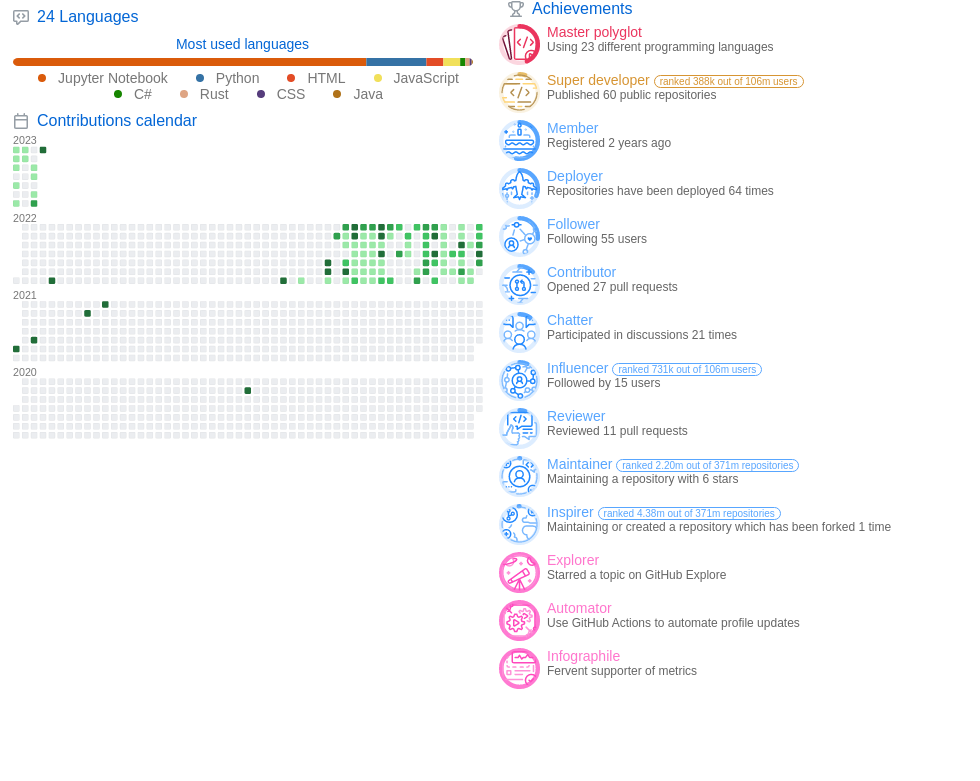 24 Languages
Most used languages
Jupyter Notebook Python HTML JavaScript
C# Rust CSS Java
Contributions calendar
2023
2022
2021
2020
Achievements
Master polyglot
Using 23 different programming languages
Super developer ranked 388k out of 106m users
Published 60 public repositories
Member
Registered 2 years ago
Deployer
Repositories have been deployed 64 times
Follower
Following 55 users
Contributor
Opened 27 pull requests
Chatter
Participated in discussions 21 times
Influencer ranked 731k out of 106m users
Followed by 15 users
Reviewer
Reviewed 11 pull requests
Maintainer ranked 2.20m out of 371m repositories
Maintaining a repository with 6 stars
Inspirer ranked 4.38m out of 371m repositories
Maintaining or created a repository which has been forked 1 time
Explorer
Starred a topic on GitHub Explore
Automator
Use GitHub Actions to automate profile updates
Infographile
Fervent supporter of metrics